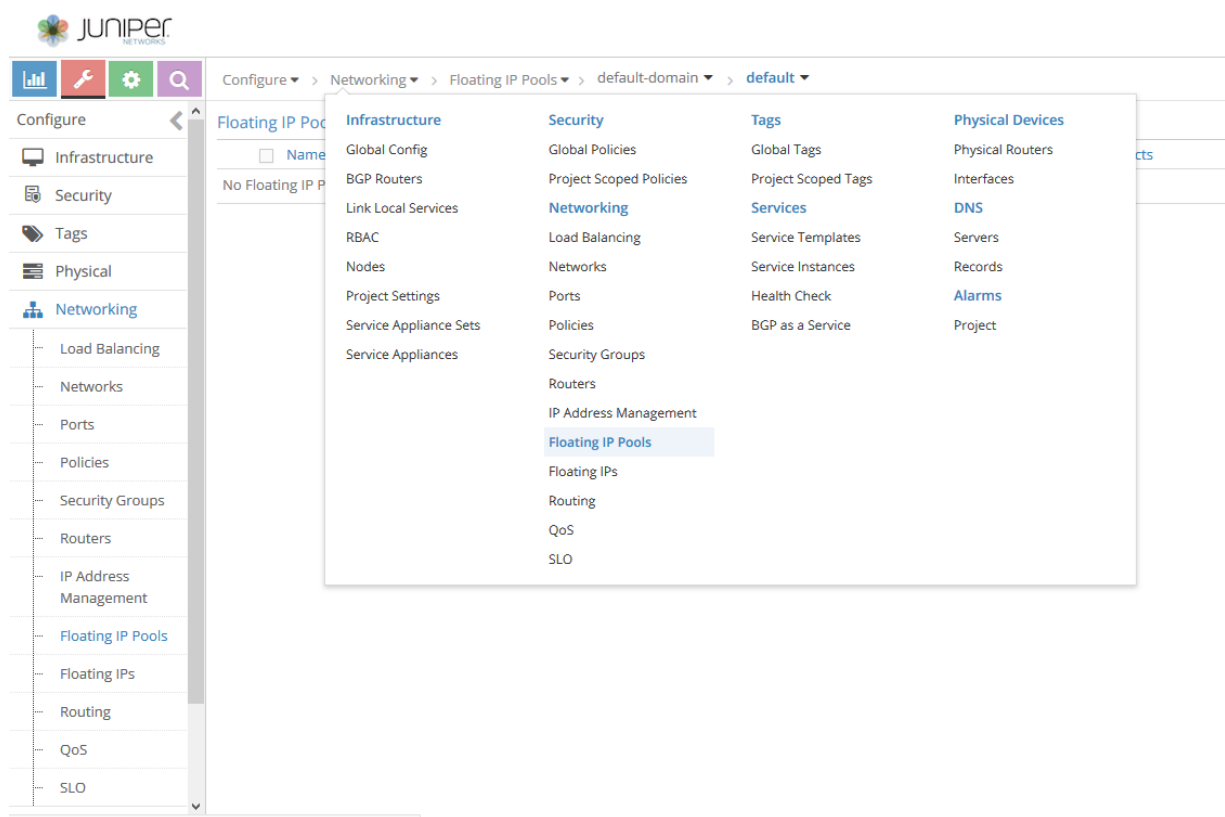 JUNIPER
NETWORKS
Configure > Networking > Floating IP Pools > default-domain > default
Configure
Infrastructure
Security
Tags
Physical
Networking
Load Balancing
Networks
Ports
Policies
Security Groups
Routers
IP Address
Management
Floating IP Pools
Floating IPs
Routing
QoS
SLO
Floating IP Poo
Name
cts
No Floating IP P
Infrastructure
Global Config
BGP Routers
Link Local Services
RBAC
Nodes
Project Settings
Service Appliance Sets
Service Appliances
Security
Global Policies
Project Scoped Policies
Networking
Load Balancing
Networks
Ports
Policies
Security Groups
Routers
IP Address Management
Floating IP Pools
Floating IPs
Routing
QoS
SLO
Tags
Global Tags
Project Scoped Tags
Services
Service Templates
Service Instances
Health Check
BGP as a Service
Physical Devices
Physical Routers
Interfaces
DNS
Servers
Records
Alarms
Project